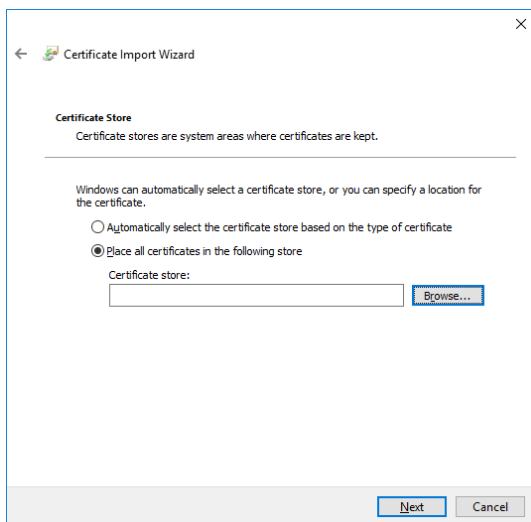 Certificate Import Wizard
Certificate Store
Certificate stores are system areas where certificates are kept.
Windows can automatically select a certificate store, or you can specify a location for
the certificate.
Automatically select the certificate store based on the type of certificate
Place all certificates in the following store
Certificate store:
Browse...
Next
Cancel